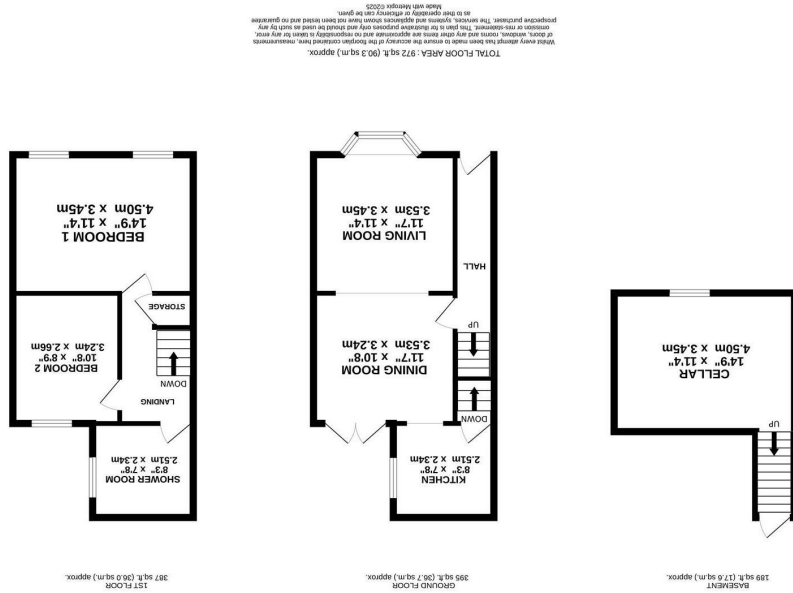 BASEMENT
189 sq.ft. (17.6 sq.m.) approx.
GROUND FLOOR
395 sq.ft. (36.7 sq.m.) approx.
1ST FLOOR
387 sq.ft. (36.0 sq.m.) approx.
UP
CELLAR
14'9" x 11'4"
4.50m x 3.45m
KITCHEN
8'3" x 7'8"
2.51m x 2.34m
DOWN
DINING ROOM
11'7" x 10'8"
3.53m x 3.24m
UP
HALL
LIVING ROOM
11'7" x 11'4"
3.53m x 3.45m
SHOWER ROOM
8'3" x 7'8"
2.51m x 2.34m
LANDING
DOWN
BEDROOM 2
10'8" x 8'9"
3.24m x 2.66m
STORAGE
BEDROOM 1
14'9" x 11'4"
4.50m x 3.45m
TOTAL FLOOR AREA : 972 sq.ft. (90.3 sq.m.) approx.
Whilst every attempt has been made to ensure the accuracy of the floorplan contained here, measurements
of doors, windows, rooms and any other items are approximate and no responsibility is taken for any error,
omission or mis-statement. This plan is for illustrative purposes only and should be used as such by any
prospective purchaser. The services, systems and appliances shown have not been tested and no guarantee
as to their operability or efficiency can be given.
Made with Metropix ©2025